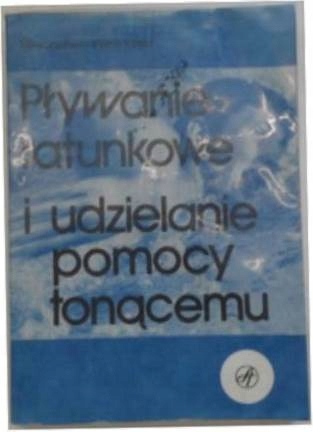 Pływanie
ratunkowe
i udzielanie
pomocy
tonącemu